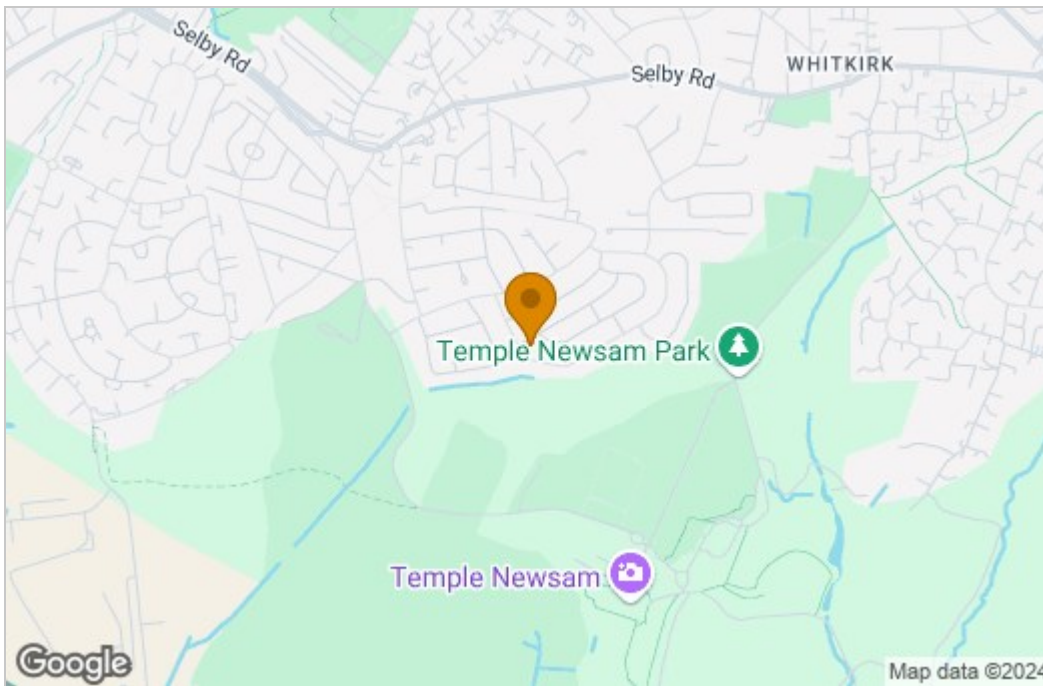 Selby Rd
Selby Rd
WHITKIRK
Temple Newsam Park
Temple Newsam
Google
Map data ©2024